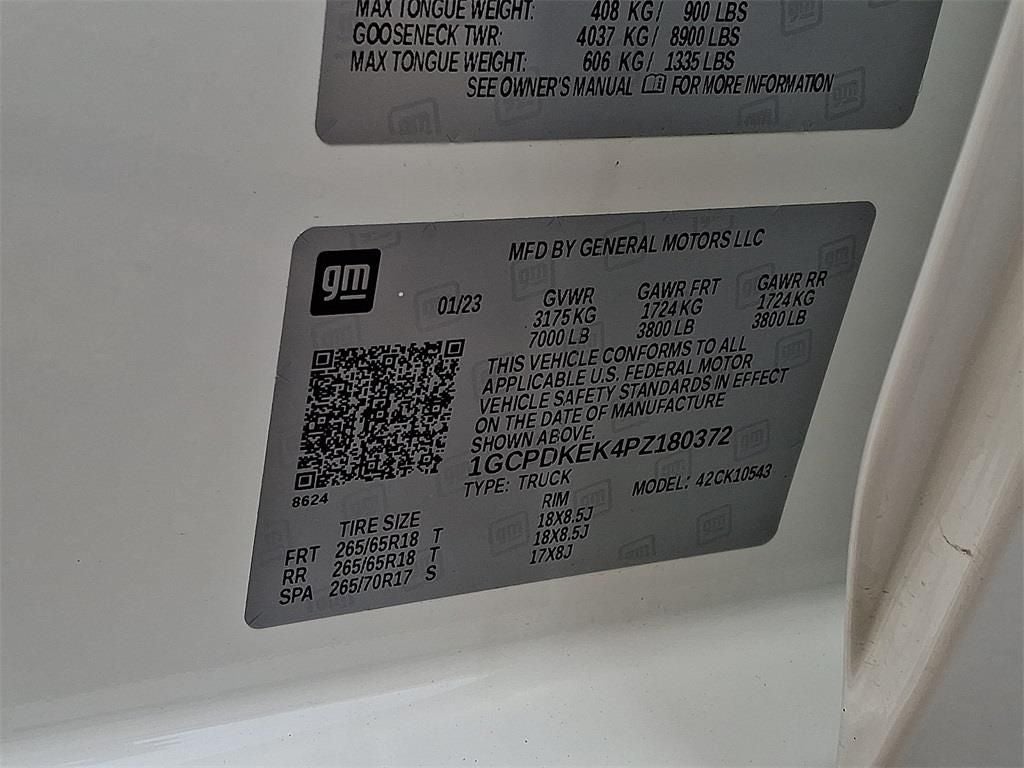 MAX TONGUE WEIGHT: 408 KG/ 900 LBS
GOOSENECK TWR: 4037 KG/ 8900 LBS
MAX TONGUE WEIGHT: 606 KG/ 1335 LBS
SEE OWNER'S MANUAL FOR MORE INFORMATION
gm
MFD BY GENERAL MOTORS LLC
01/23 GVWR GAWR FRT GAWR RR
3175 KG 1724 KG 1724 KG
7000 LB 3800 LB 3800 LB
THIS VEHICLE CONFORMS TO ALL
APPLICABLE U.S. FEDERAL MOTOR
VEHICLE SAFETY STANDARDS IN EFFECT
ON THE DATE OF MANUFACTURE
SHOWN ABOVE.
1GCPDKEK4PZ180372
8624
TYPE: TRUCK MODEL: 42CK10543
TIRE SIZE RIM
FRT 265/65R18 T 18X8.5J
RR 265/65R18 T 18X8.5J
SPA 265/70R17 S 17X8J